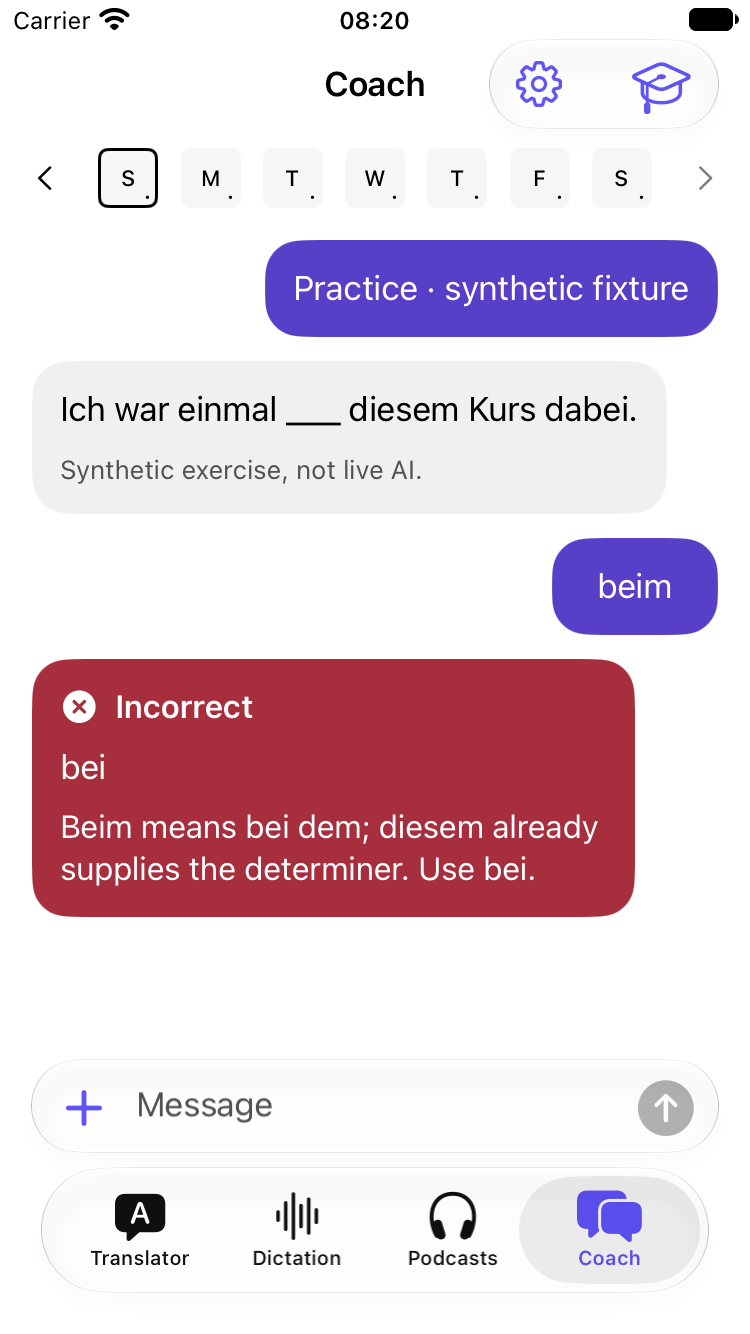 Carrier 08:20
Coach
S. M. T. W. T. F. S.
Practice · synthetic fixture
Ich war einmal ___ diesem Kurs dabei.
Synthetic exercise, not live AI.
beim
Incorrect
bei
Beim means bei dem; diesem already
supplies the determiner. Use bei.
Message
A
Translator Dictation Podcasts Coach